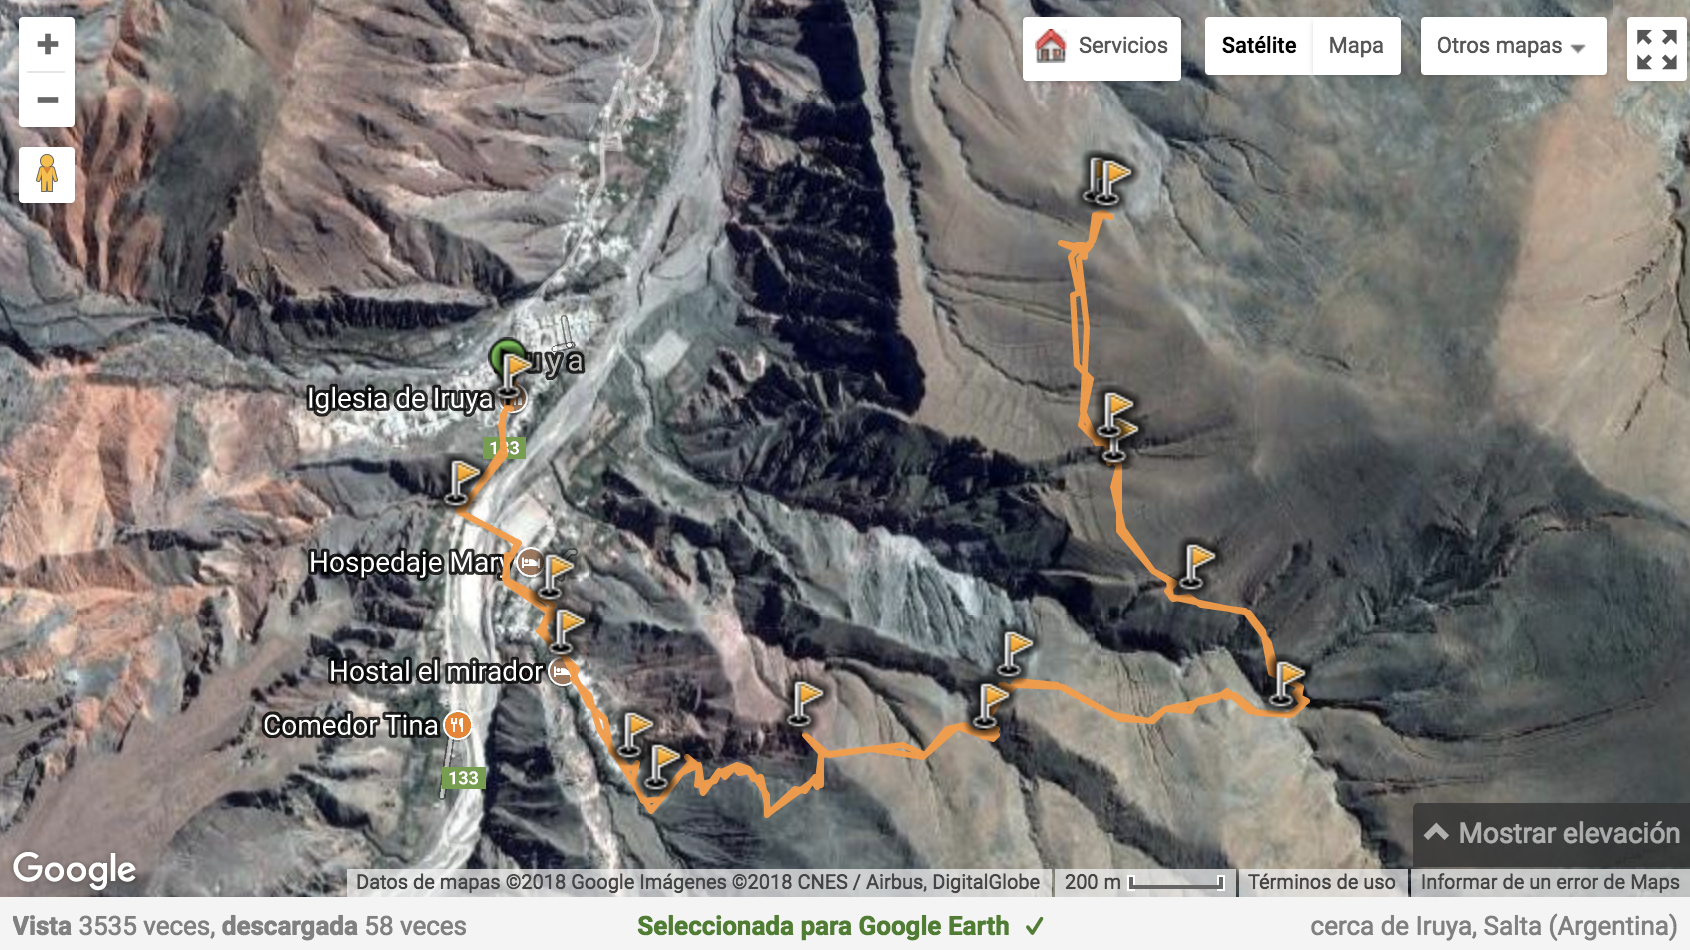 +
Servicios
Satélite
Mapa
Otros mapas
−
uya
Iglesia de Iruya
133
Hospedaje Mary
Hostal el mirador
Comedor Tina
133
Mostrar elevación
Google
Datos de mapas ©2018 Google Imágenes ©2018 CNES / Airbus, DigitalGlobe
200 m
Términos de uso
Informar de un error de Maps
Vista 3535 veces, descargada 58 veces
Seleccionada para Google Earth ✓
cerca de Iruya, Salta (Argentina)